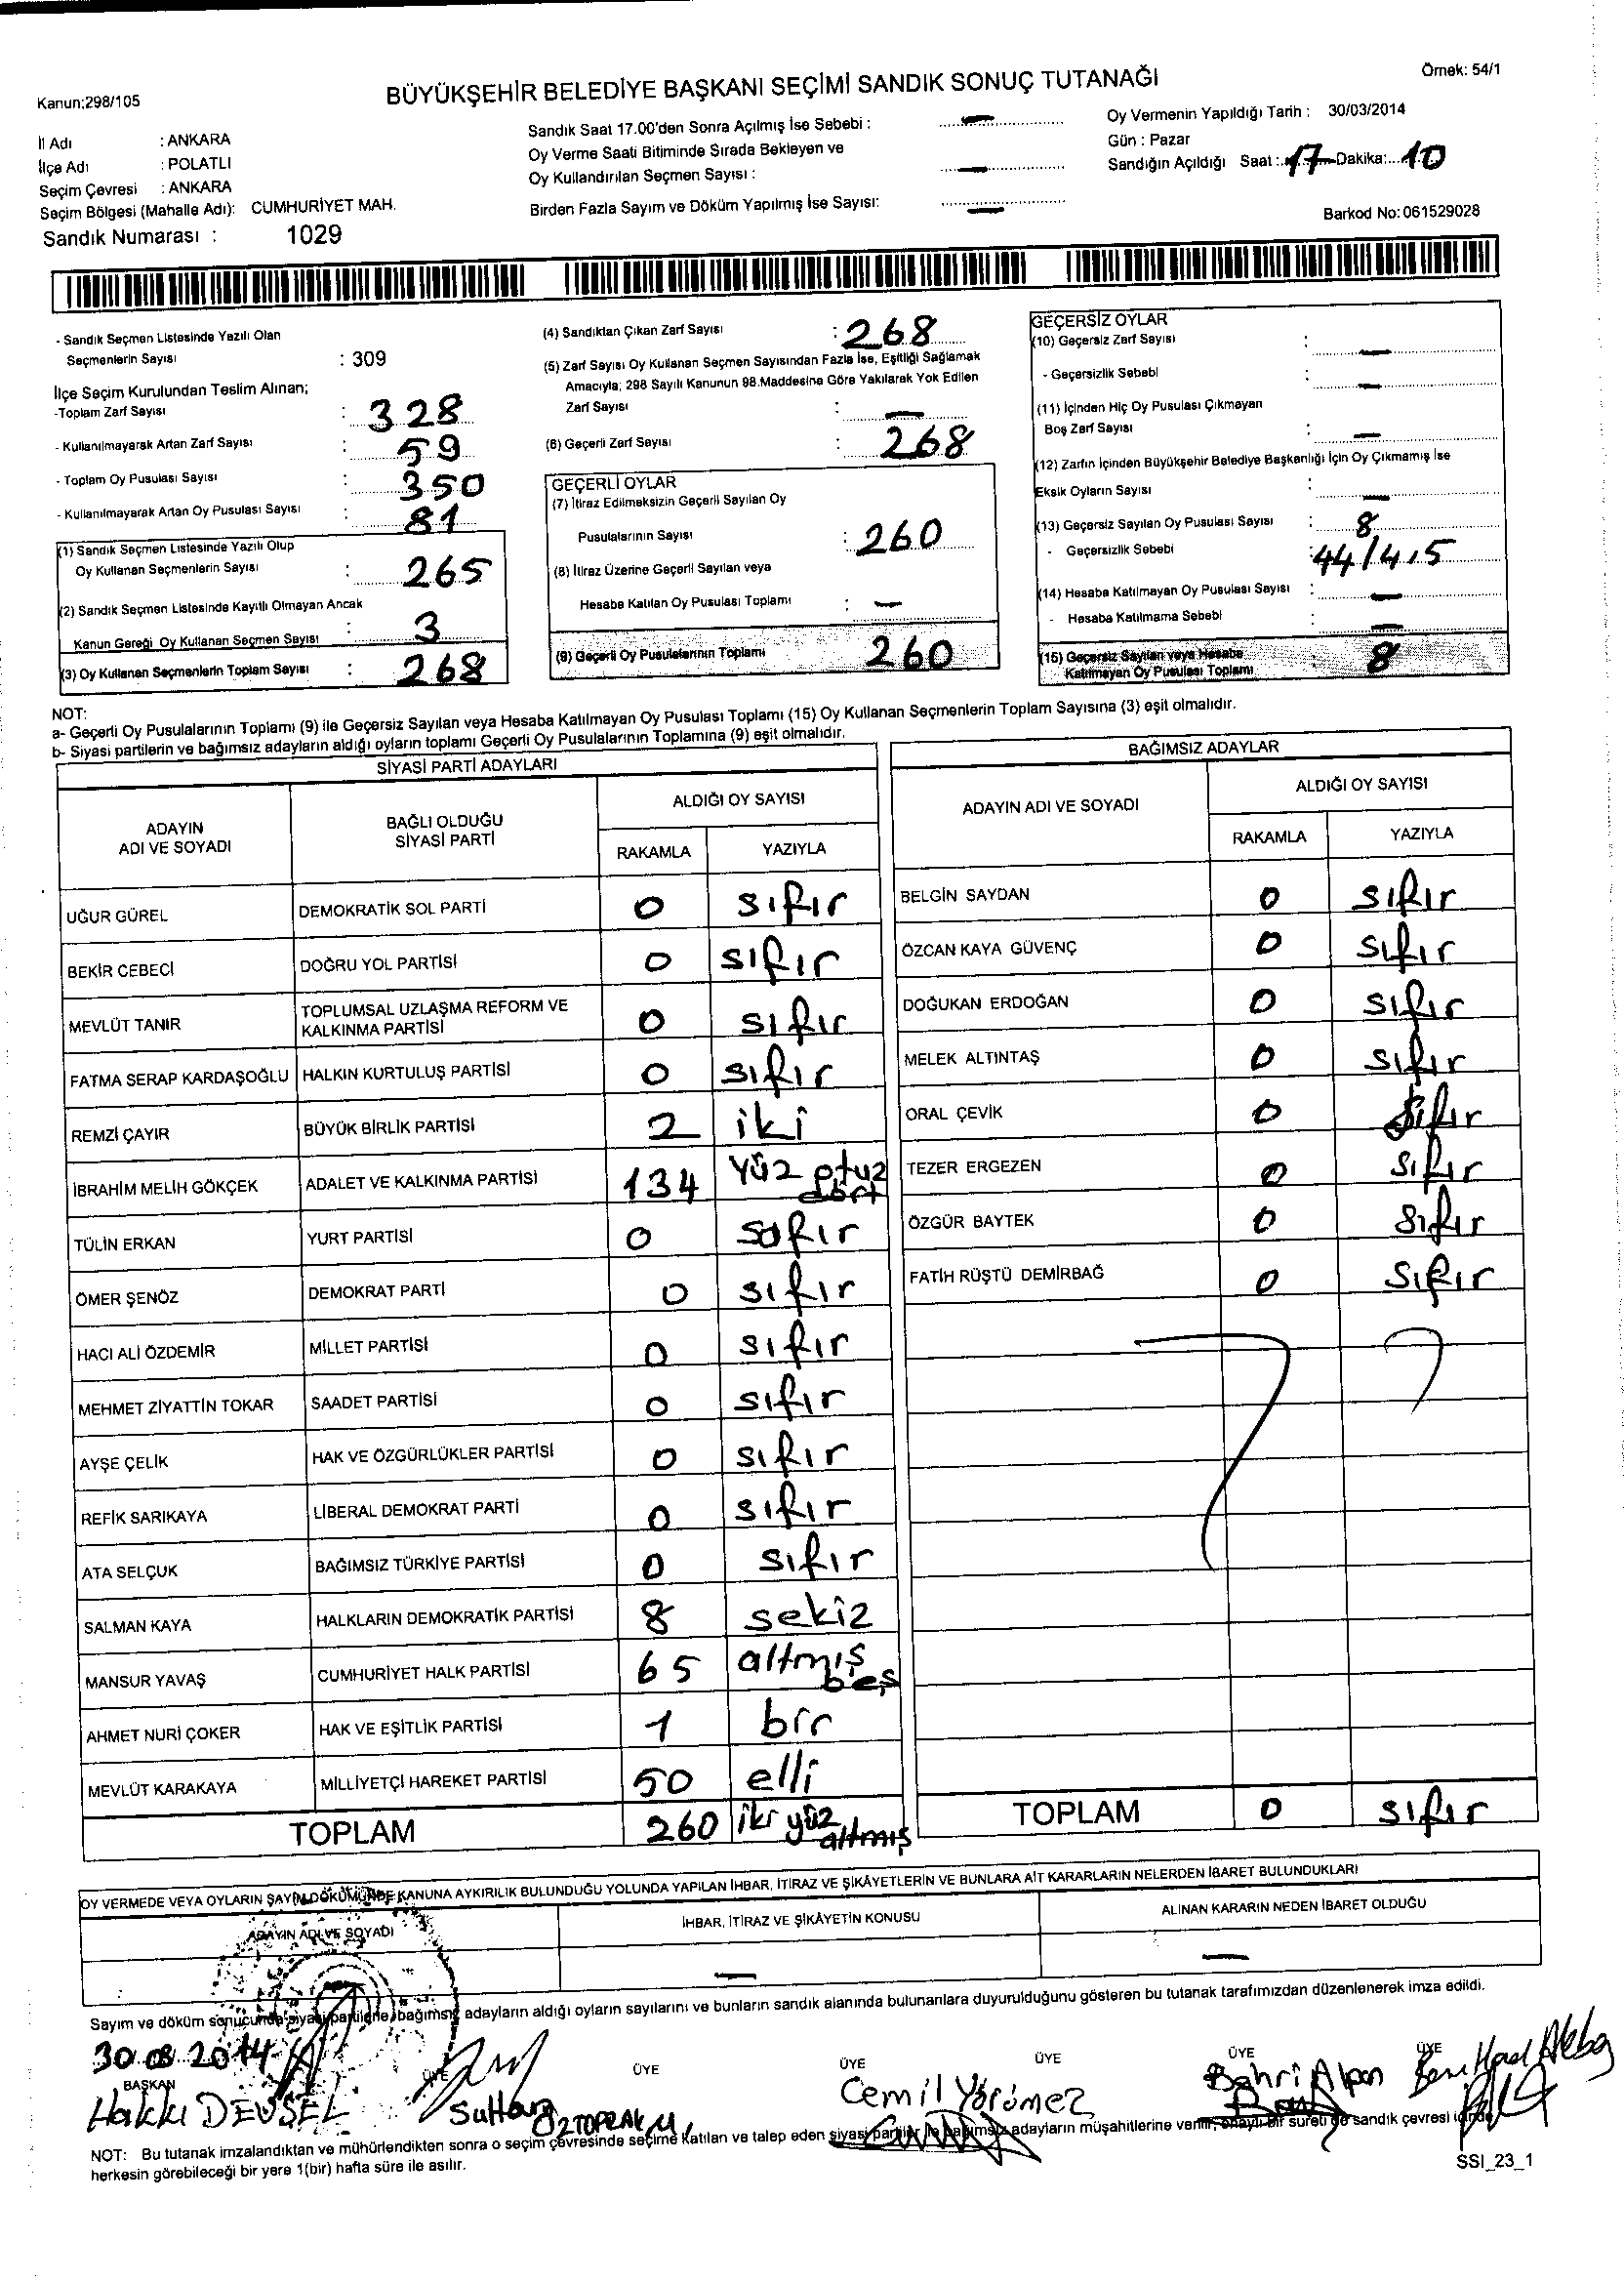 Örnek: 54/1
Kanun:298/105
BÜYÜKŞEHİR BELEDİYE BAŞKANI SEÇİMİ SANDIK SONUÇ TUTANAĞI
İl Adı : ANKARA
İlçe Adı : POLATLI
Seçim Çevresi : ANKARA
Seçim Bölgesi (Mahalle Adı): CUMHURİYET MAH.
Sandık Numarası : 1029
Sandık Saat 17.00'den Sonra Açılmış İse Sebebi : —
Oy Verme Saati Bitiminde Sırada Bekleyen ve
Oy Kullandırılan Seçmen Sayısı : —
Birden Fazla Sayım ve Döküm Yapılmış İse Sayısı: —
Oy Vermenin Yapıldığı Tarih : 30/03/2014
Gün : Pazar
Sandığın Açıldığı Saat : 17 Dakika: 10
Barkod No: 061529028
- Sandık Seçmen Listesinde Yazılı Olan
Seçmenlerin Sayısı : 309
İlçe Seçim Kurulundan Teslim Alınan;
-Toplam Zarf Sayısı : 328
- Kullanılmayarak Artan Zarf Sayısı : 59
- Toplam Oy Pusulası Sayısı : 350
- Kullanılmayarak Artan Oy Pusulası Sayısı : 81
(1) Sandık Seçmen Listesinde Yazılı Olup
Oy Kullanan Seçmenlerin Sayısı : 265
(2) Sandık Seçmen Listesinde Kayıtlı Olmayan Ancak
Kanun Gereği Oy Kullanan Seçmen Sayısı : 3
(3) Oy Kullanan Seçmenlerin Toplam Sayısı : 268
(4) Sandıktan Çıkan Zarf Sayısı : 268
(5) Zarf Sayısı Oy Kullanan Seçmen Sayısından Fazla İse, Eşitliği Sağlamak
Amacıyla; 298 Sayılı Kanunun 98.Maddesine Göre Yakılarak Yok Edilen
Zarf Sayısı : —
(6) Geçerli Zarf Sayısı : 268
GEÇERLİ OYLAR
(7) İtiraz Edilmeksizin Geçerli Sayılan Oy
Pusulalarının Sayısı : 260
(8) İtiraz Üzerine Geçerli Sayılan veya
Hesaba Katılan Oy Pusulası Toplamı : —
(9) Geçerli Oy Pusulalarının Toplamı 260
GEÇERSİZ OYLAR
(10) Geçersiz Zarf Sayısı : —
- Geçersizlik Sebebi : —
(11) İçinden Hiç Oy Pusulası Çıkmayan
Boş Zarf Sayısı : —
(12) Zarfın İçinden Büyükşehir Belediye Başkanlığı İçin Oy Çıkmamış İse
Eksik Oyların Sayısı : —
(13) Geçersiz Sayılan Oy Pusulası Sayısı : 8
- Geçersizlik Sebebi : 44/4,5
(14) Hesaba Katılmayan Oy Pusulası Sayısı : —
- Hesaba Katılmama Sebebi : —
(15) Geçersiz Sayılan veya Hesaba
Katılmayan Oy Pusulası Toplamı 8
NOT:
a- Geçerli Oy Pusulalarının Toplamı (9) ile Geçersiz Sayılan veya Hesaba Katılmayan Oy Pusulası Toplamı (15) Oy Kullanan Seçmenlerin Toplam Sayısına (3) eşit olmalıdır.
b- Siyasi partilerin ve bağımsız adayların aldığı oyların toplamı Geçerli Oy Pusulalarının Toplamına (9) eşit olmalıdır.
SİYASİ PARTİ ADAYLARI
ADAYIN ADI VE SOYADI BAĞLI OLDUĞU SİYASİ PARTİ ALDIĞI OY SAYISI
RAKAMLA YAZIYLA
UĞUR GÜREL DEMOKRATİK SOL PARTİ 0 sıfır
BEKİR CEBECİ DOĞRU YOL PARTİSİ 0 sıfır
MEVLÜT TANIR TOPLUMSAL UZLAŞMA REFORM VE KALKINMA PARTİSİ 0 sıfır
FATMA SERAP KARDAŞOĞLU HALKIN KURTULUŞ PARTİSİ 0 sıfır
REMZİ ÇAYIR BÜYÜK BİRLİK PARTİSİ 2 iki
İBRAHİM MELİH GÖKÇEK ADALET VE KALKINMA PARTİSİ 134 yüz otuz dört
TÜLİN ERKAN YURT PARTİSİ 0 sıfır
ÖMER ŞENÖZ DEMOKRAT PARTİ 0 sıfır
HACI ALİ ÖZDEMİR MİLLET PARTİSİ 0 sıfır
MEHMET ZİYATTİN TOKAR SAADET PARTİSİ 0 sıfır
AYŞE ÇELİK HAK VE ÖZGÜRLÜKLER PARTİSİ 0 sıfır
REFİK SARIKAYA LİBERAL DEMOKRAT PARTİ 0 sıfır
ATA SELÇUK BAĞIMSIZ TÜRKİYE PARTİSİ 0 sıfır
SALMAN KAYA HALKLARIN DEMOKRATİK PARTİSİ 8 sekiz
MANSUR YAVAŞ CUMHURİYET HALK PARTİSİ 65 altmış beş
AHMET NURİ ÇOKER HAK VE EŞİTLİK PARTİSİ 1 bir
MEVLÜT KARAKAYA MİLLİYETÇİ HAREKET PARTİSİ 50 elli
TOPLAM 260 iki yüz altmış
BAĞIMSIZ ADAYLAR
ADAYIN ADI VE SOYADI ALDIĞI OY SAYISI
RAKAMLA YAZIYLA
BELGİN SAYDAN 0 sıfır
ÖZCAN KAYA GÜVENÇ 0 sıfır
DOĞUKAN ERDOĞAN 0 sıfır
MELEK ALTINTAŞ 0 sıfır
ORAL ÇEVİK 0 sıfır
TEZER ERGEZEN 0 sıfır
ÖZGÜR BAYTEK 0 sıfır
FATİH RÜŞTÜ DEMİRBAĞ 0 sıfır
TOPLAM 0 sıfır
OY VERMEDE VEYA OYLARIN SAYIM DÖKÜMÜNDE KANUNA AYKIRILIK BULUNDUĞU YOLUNDA YAPILAN İHBAR, İTİRAZ VE ŞİKÂYETLERİN VE BUNLARA AİT KARARLARIN NELERDEN İBARET BULUNDUKLARI
ADAYIN ADI VE SOYADI İHBAR, İTİRAZ VE ŞİKÂYETİN KONUSU ALINAN KARARIN NEDEN İBARET OLDUĞU
— —
Sayım ve döküm sonucunda siyasi partilerle bağımsız adayların aldığı oyların sayılarını ve bunların sandık alanında bulunanlara duyurulduğunu gösteren bu tutanak tarafımızdan düzenlenerek imza edildi.
30 03 2014
BAŞKAN ÜYE ÜYE ÜYE ÜYE ÜYE ÜYE
Hakkı DEVSEL Sultan ÖZTOPRAK Cemil Yörümez Bahri Alpan
NOT: Bu tutanak imzalandıktan ve mühürlendikten sonra o seçim çevresinde seçime katılan ve talep eden siyasi partiler ile bağımsız adayların müşahitlerine verilir, onaylı bir sureti de sandık çevresi içinde
herkesin görebileceği bir yere 1(bir) hafta süre ile asılır.
SSI_23_1